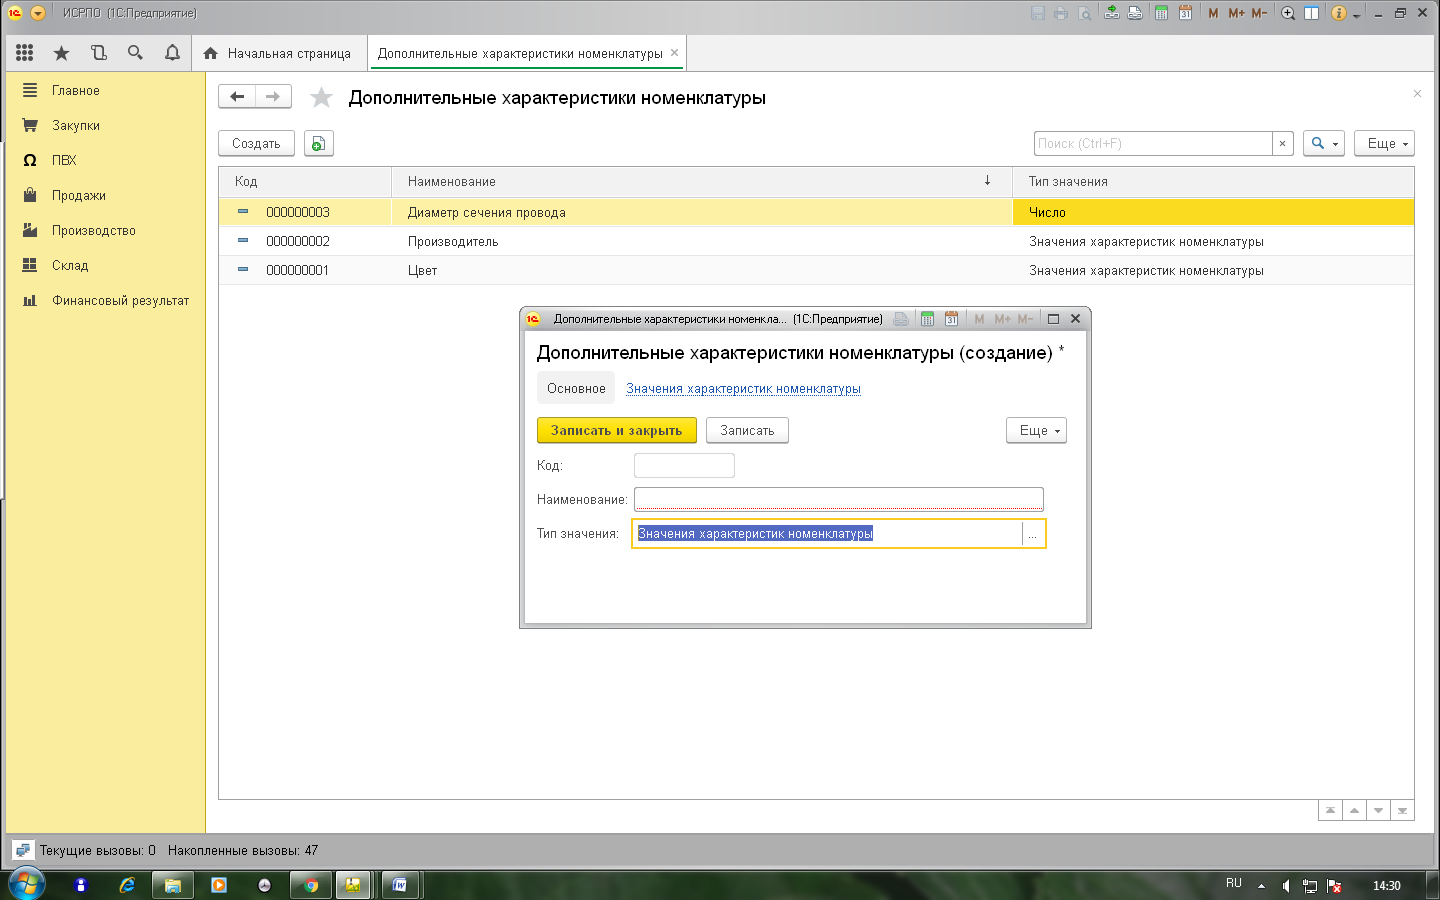 ИСРПО (1С:Предприятие)
M M+ M-
Начальная страница
Дополнительные характеристики номенклатуры
Главное
Закупки
ПВХ
Продажи
Производство
Склад
Финансовый результат
Дополнительные характеристики номенклатуры
Создать
Поиск (Ctrl+F)
Еще
Код Наименование Тип значения
000000003 Диаметр сечения провода Число
000000002 Производитель Значения характеристик номенклатуры
000000001 Цвет Значения характеристик номенклатуры
Дополнительные характеристики номенкла... (1С:Предприятие) M M+ M-
Дополнительные характеристики номенклатуры (создание) *
Основное Значения характеристик номенклатуры
Записать и закрыть Записать Еще
Код:
Наименование:
Тип значения: Значения характеристик номенклатуры ...
Текущие вызовы: 0 Накопленные вызовы: 47
RU 14:30